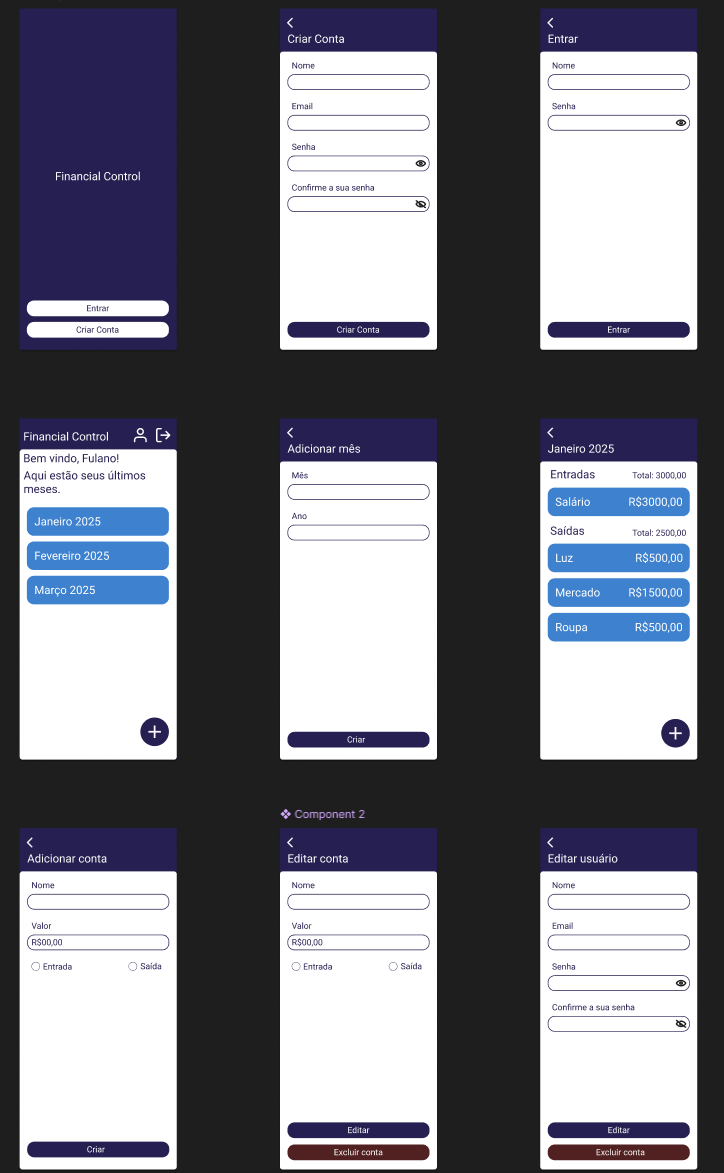 Financial Control
Entrar
Criar Conta
Criar Conta
Nome
Email
Senha
Confirme a sua senha
Criar Conta
Entrar
Nome
Senha
Entrar
Financial Control
Bem vindo, Fulano!
Aqui estão seus últimos
meses.
Janeiro 2025
Fevereiro 2025
Março 2025
Adicionar mês
Mês
Ano
Criar
Janeiro 2025
Entradas Total: 3000,00
Salário R$3000,00
Saídas Total: 2500,00
Luz R$500,00
Mercado R$1500,00
Roupa R$500,00
Adicionar conta
Nome
Valor
R$00,00
Entrada Saída
Criar
Component 2
Editar conta
Nome
Valor
R$00,00
Entrada Saída
Editar
Excluir conta
Editar usuário
Nome
Email
Senha
Confirme a sua senha
Editar
Excluir conta